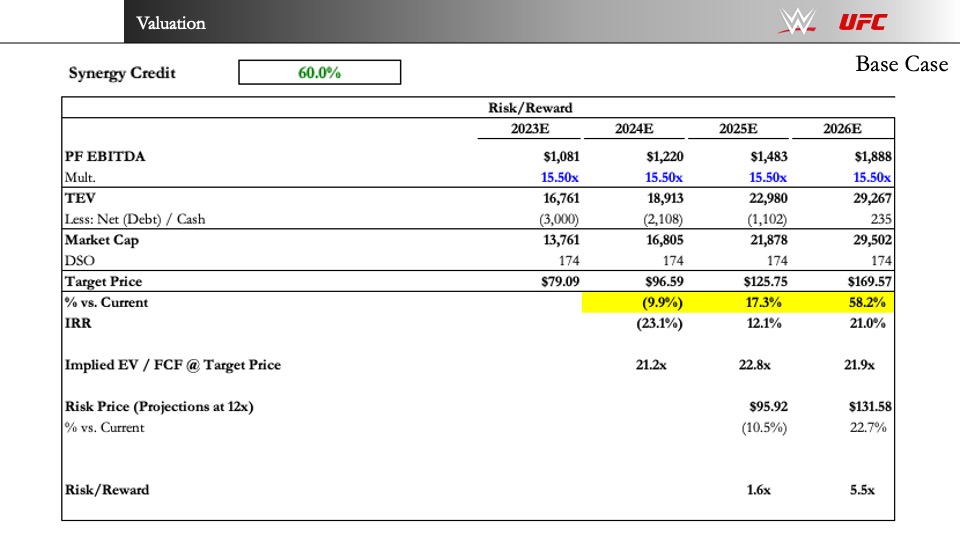 Valuation
W UFC
Base Case
Synergy Credit 60.0%
Risk/Reward
2023E 2024E 2025E 2026E
PF EBITDA $1,081 $1,220 $1,483 $1,888
Mult. 15.50x 15.50x 15.50x 15.50x
TEV 16,761 18,913 22,980 29,267
Less: Net (Debt) / Cash (3,000) (2,108) (1,102) 235
Market Cap 13,761 16,805 21,878 29,502
DSO 174 174 174 174
Target Price $79.09 $96.59 $125.75 $169.57
% vs. Current (9.9%) 17.3% 58.2%
IRR (23.1%) 12.1% 21.0%
Implied EV / FCF @ Target Price 21.2x 22.8x 21.9x
Risk Price (Projections at 12x) $95.92 $131.58
% vs. Current (10.5%) 22.7%
Risk/Reward 1.6x 5.5x